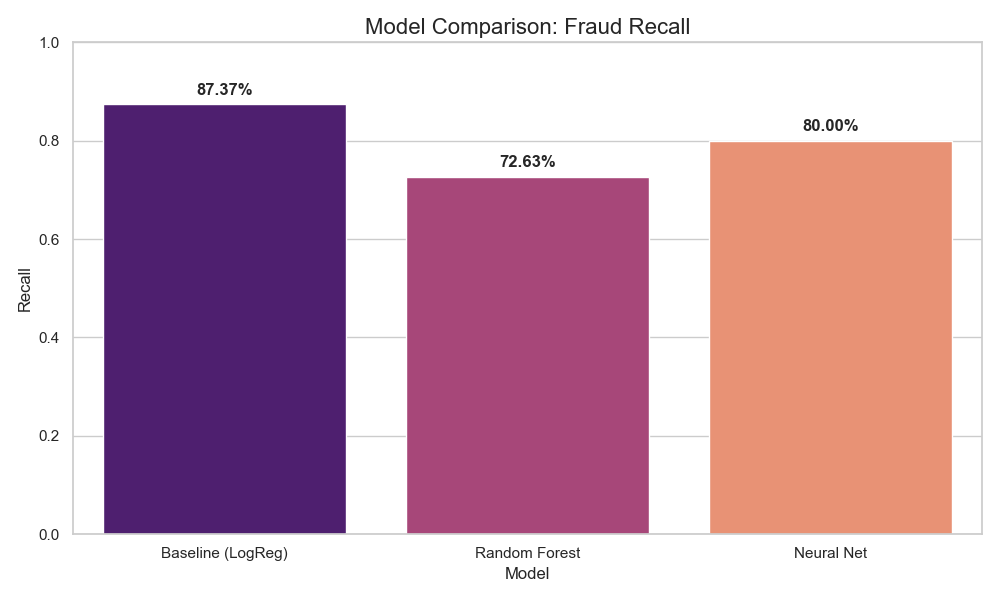 Model Comparison: Fraud Recall
1.0
87.37%
80.00%
0.8
72.63%
0.6
Recall
0.4
0.2
0.0
Baseline (LogReg) Random Forest Neural Net
Model